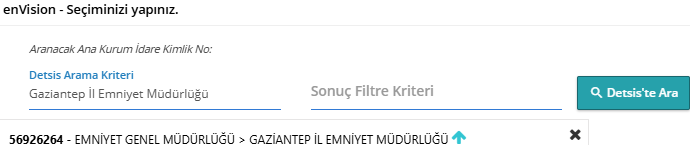 enVision - Seçiminizi yapınız.
Aranacak Ana Kurum İdare Kimlik No:
Detsis Arama Kriteri
Gaziantep İl Emniyet Müdürlüğü
Sonuç Filtre Kriteri
Detsis'te Ara
56926264 - EMNİYET GENEL MÜDÜRLÜĞÜ > GAZİANTEP İL EMNİYET MÜDÜRLÜĞÜ